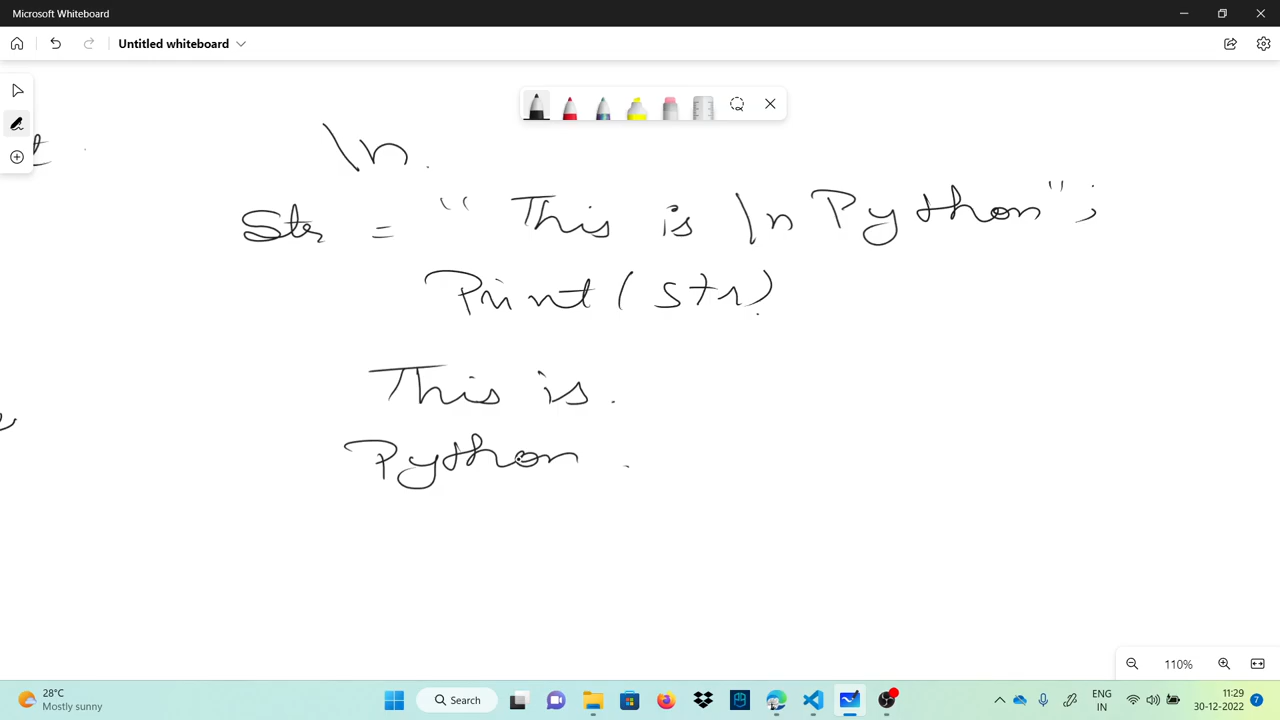 Microsoft Whiteboard
Untitled whiteboard
\n.
Str = "This is \n Python";
Print(str)
This is.
Python.
110%
28°C
Mostly sunny
Search
ENG
IN
11:29
30-12-2022
7